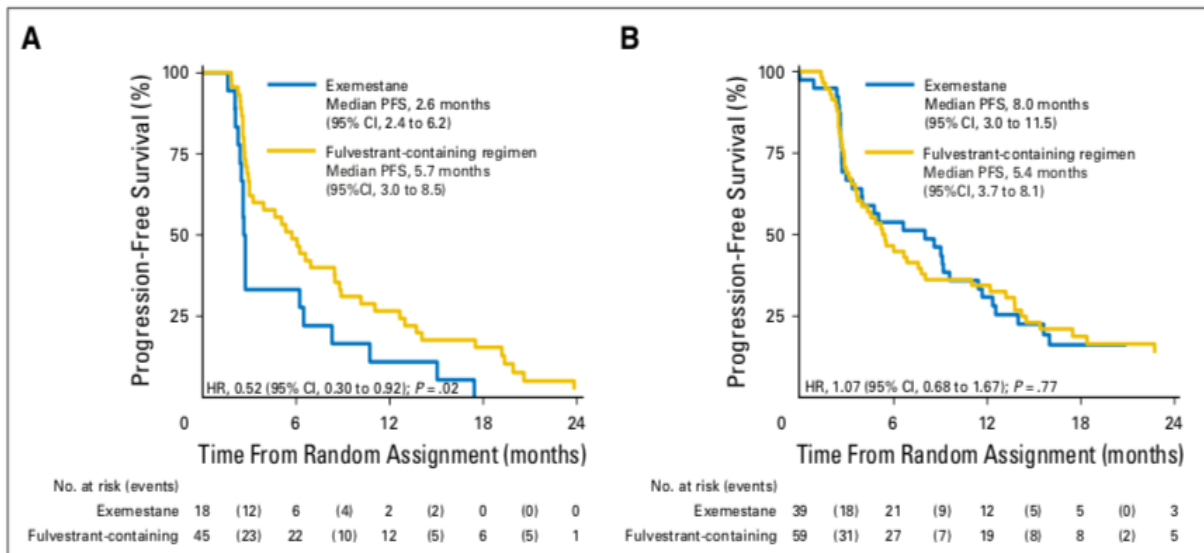 A
Progression-Free Survival (%)
100
75
50
25
Exemestane
Median PFS, 2.6 months
(95% CI, 2.4 to 6.2)
Fulvestrant-containing regimen
Median PFS, 5.7 months
(95%CI, 3.0 to 8.5)
HR, 0.52 (95% CI, 0.30 to 0.92); P = .02
0 6 12 18 24
Time From Random Assignment (months)
No. at risk (events)
Exemestane 18 (12) 6 (4) 2 (2) 0 (0) 0
Fulvestrant-containing 45 (23) 22 (10) 12 (5) 6 (5) 1
B
Progression-Free Survival (%)
100
75
50
25
Exemestane
Median PFS, 8.0 months
(95% CI, 3.0 to 11.5)
Fulvestrant-containing regimen
Median PFS, 5.4 months
(95%CI, 3.7 to 8.1)
HR, 1.07 (95% CI, 0.68 to 1.67); P = .77
0 6 12 18 24
Time From Random Assignment (months)
No. at risk (events)
Exemestane 39 (18) 21 (9) 12 (5) 5 (0) 3
Fulvestrant-containing 59 (31) 27 (7) 19 (8) 8 (2) 5